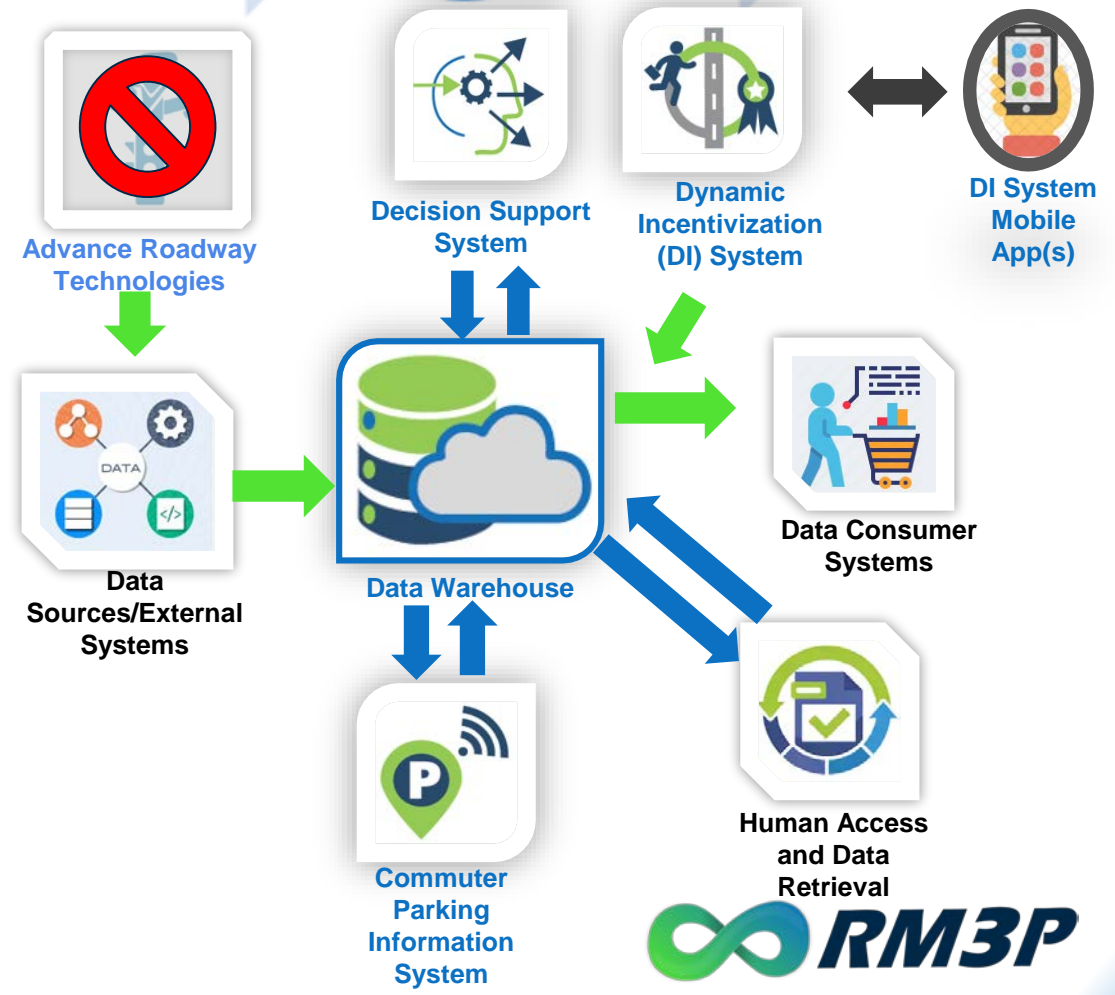 Advance Roadway
Technologies
Decision Support
System
Dynamic
Incentivization
(DI) System
DI System
Mobile
App(s)
DATA
</>
Data
Sources/External
Systems
Data Warehouse
Data Consumer
Systems
P
Commuter
Parking
Information
System
Human Access
and Data
Retrieval
RM3P